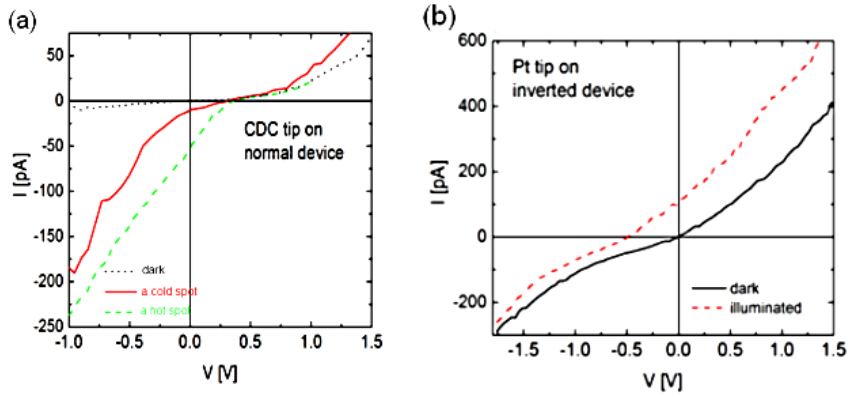 (a)
50
0
-50
-100
-150
-200
-250
I [pA]
CDC tip on
normal device
dark
a cold spot
a hot spot
-1.0 -0.5 0.0 0.5 1.0 1.5
V [V]
(b)
600
400
200
0
-200
I [pA]
Pt tip on
inverted device
dark
illuminated
-1.5 -1.0 -0.5 0.0 0.5 1.0 1.5
V [V]